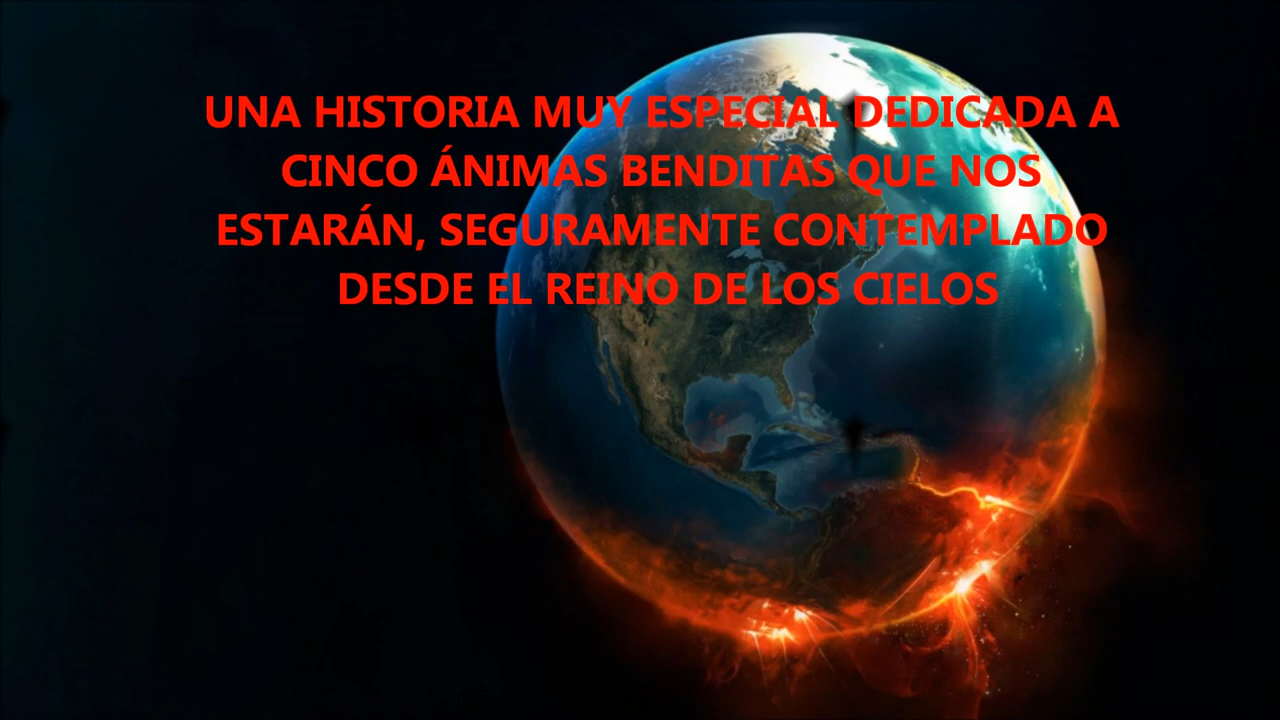 UNA HISTORIA MUY ESPECIAL DEDICADA A
CINCO ÁNIMAS BENDITAS QUE NOS
ESTARÁN, SEGURAMENTE CONTEMPLADO
DESDE EL REINO DE LOS CIELOS